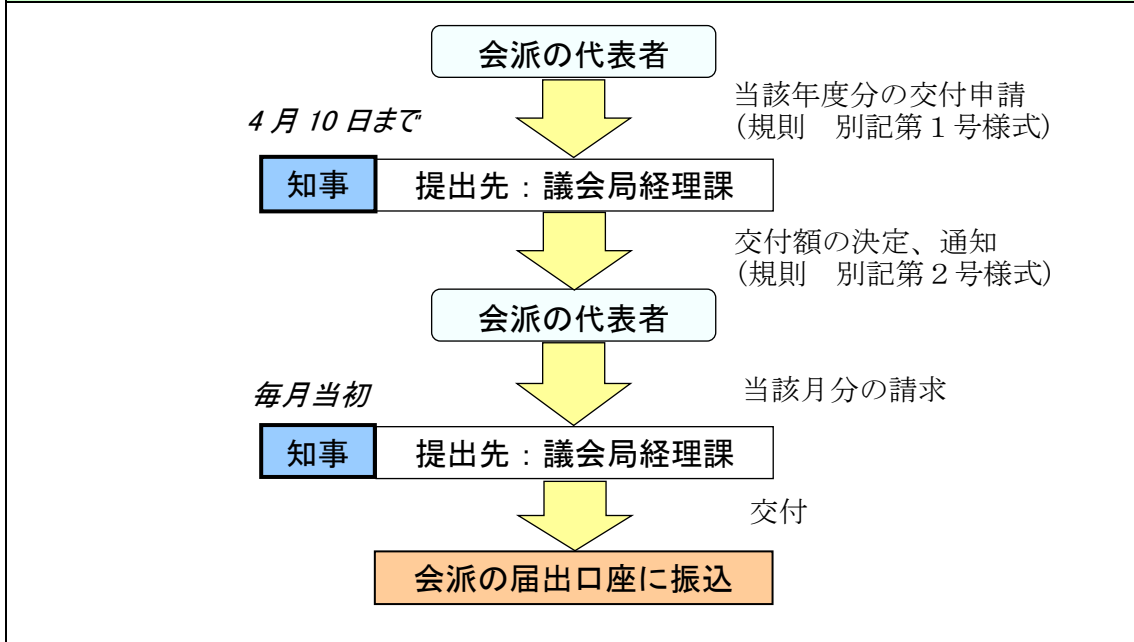 会派の代表者
当該年度分の交付申請
(規則　別記第１号様式)
4 月 10 日まで
知事
提出先：議会局経理課
交付額の決定、通知
(規則　別記第２号様式)
会派の代表者
当該月分の請求
毎月当初
知事
提出先：議会局経理課
交付
会派の届出口座に振込